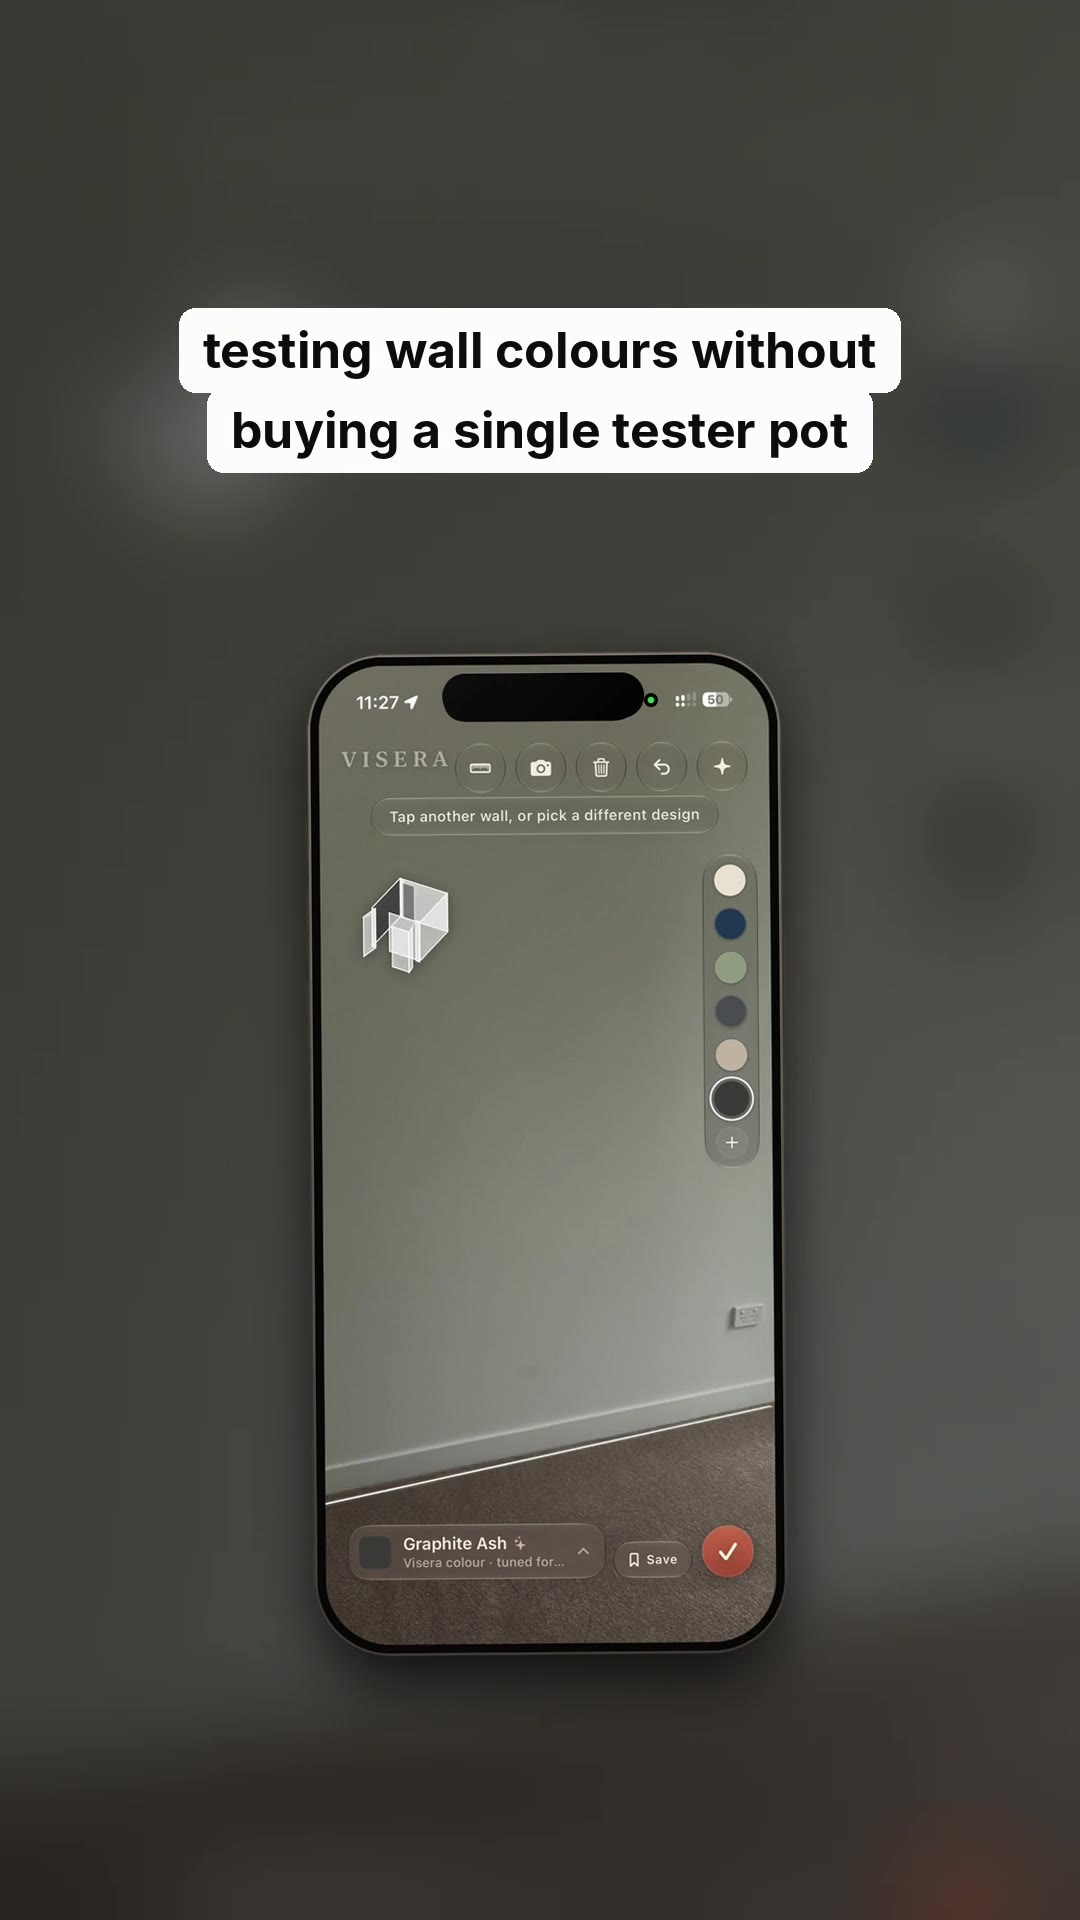 testing wall colours without
buying a single tester pot
11:27
50
VISERA
Tap another wall, or pick a different design
Graphite Ash
Visera colour · tuned for...
Save